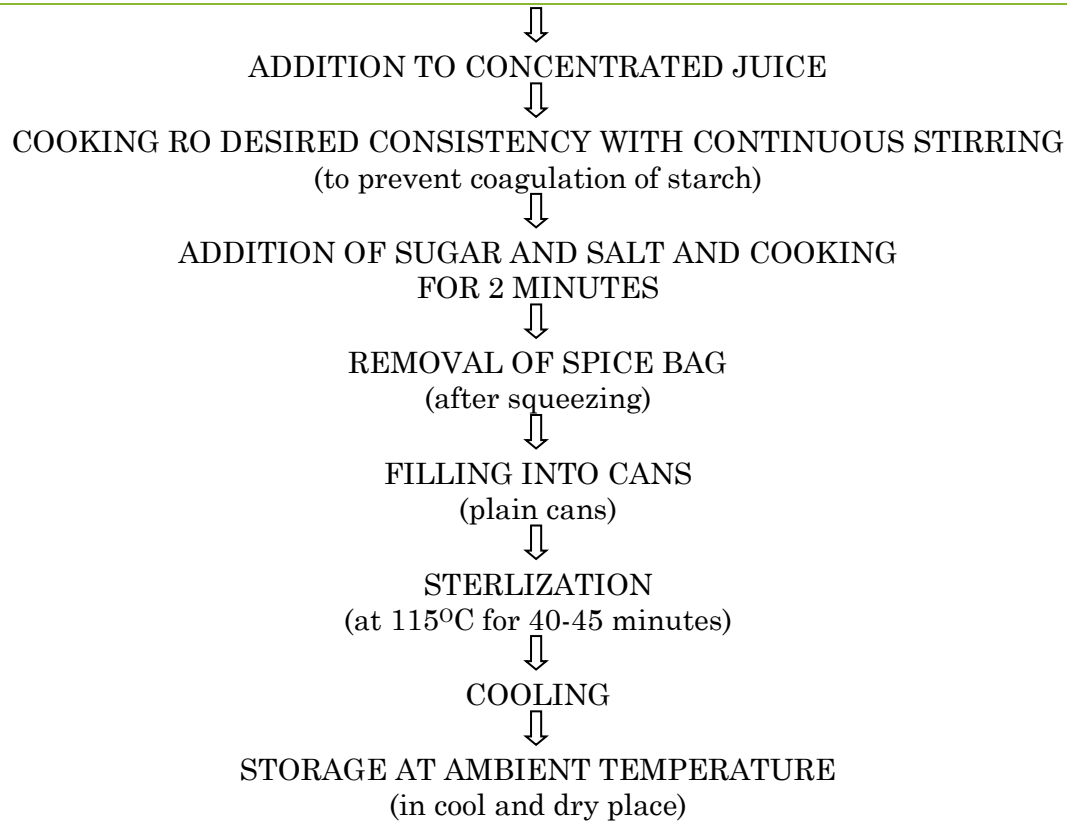 ADDITION TO CONCENTRATED JUICE
COOKING RO DESIRED CONSISTENCY WITH CONTINUOUS STIRRING
(to prevent coagulation of starch)
ADDITION OF SUGAR AND SALT AND COOKING
FOR 2 MINUTES
REMOVAL OF SPICE BAG
(after squeezing)
FILLING INTO CANS
(plain cans)
STERLIZATION
(at 115⁰C for 40-45 minutes)
COOLING
STORAGE AT AMBIENT TEMPERATURE
(in cool and dry place)